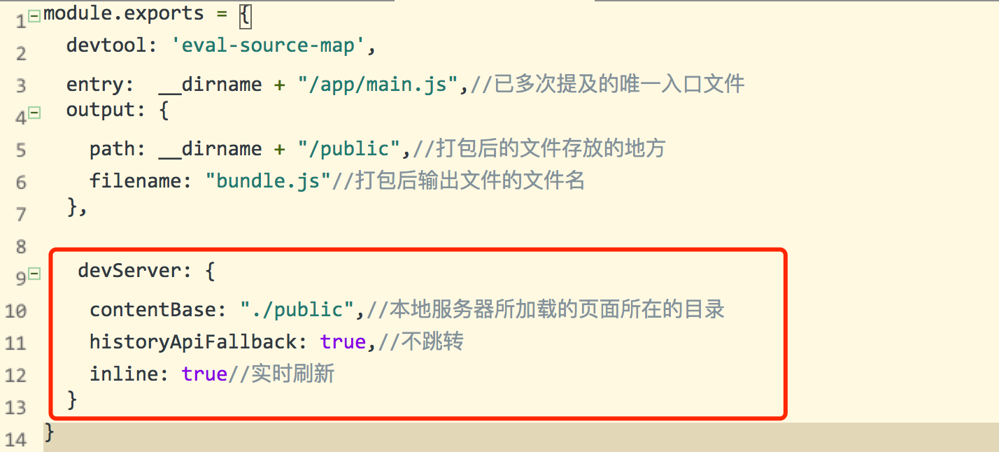 1 module.exports = {
2 devtool: 'eval-source-map',
3 entry: __dirname + "/app/main.js",//已多次提及的唯一入口文件
4 output: {
5 path: __dirname + "/public",//打包后的文件存放的地方
6 filename: "bundle.js"//打包后输出文件的文件名
7 },
8
9 devServer: {
10 contentBase: "./public",//本地服务器所加载的页面所在的目录
11 historyApiFallback: true,//不跳转
12 inline: true//实时刷新
13 }
14 }